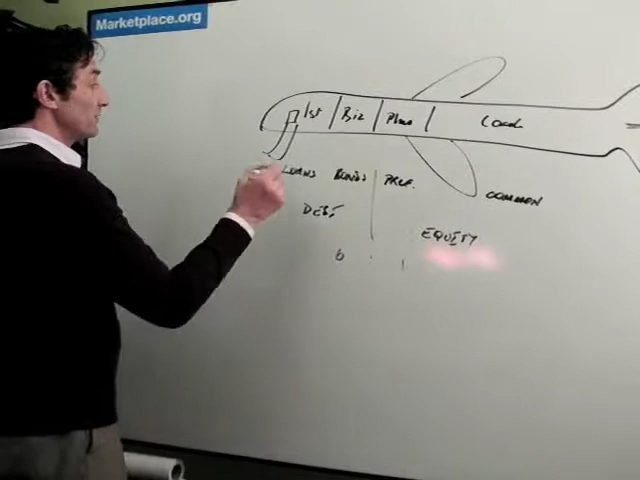 Marketplace.org
1st Biz Plus Coach
LOANS BONDS PREF. COMMON
DEBT
EQUITY